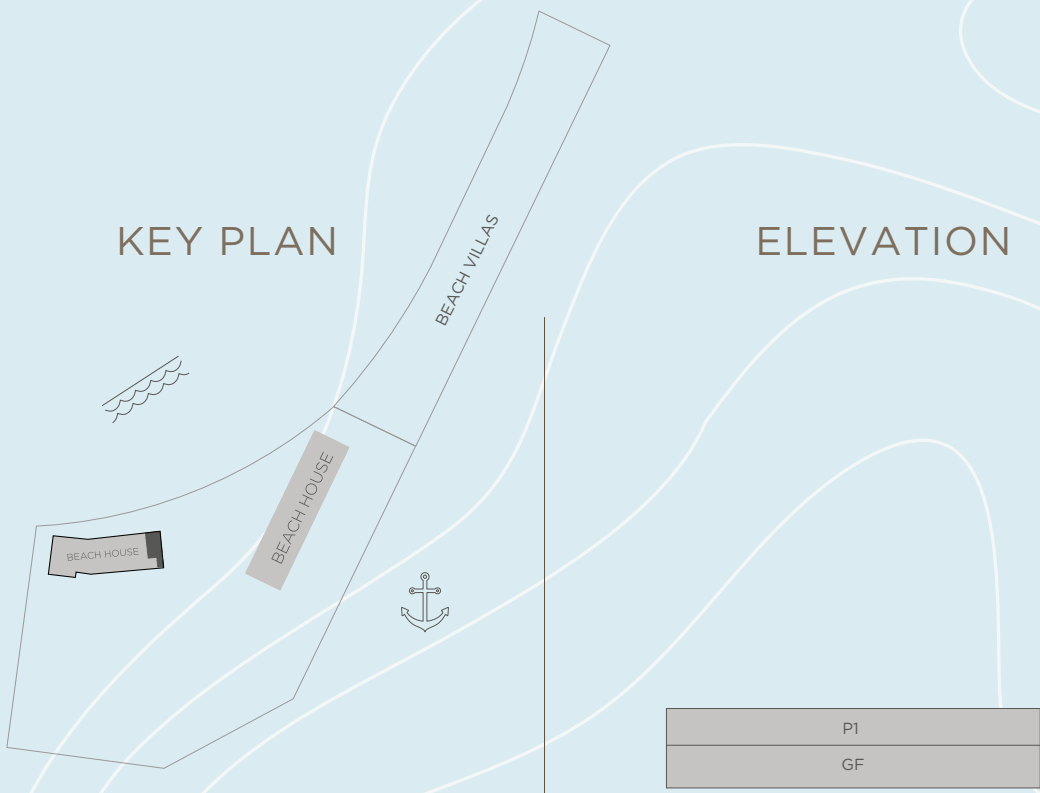 KEY PLAN
ELEVATION
BEACH VILLAS
BEACH HOUSE
BEACH HOUSE
P1
GF